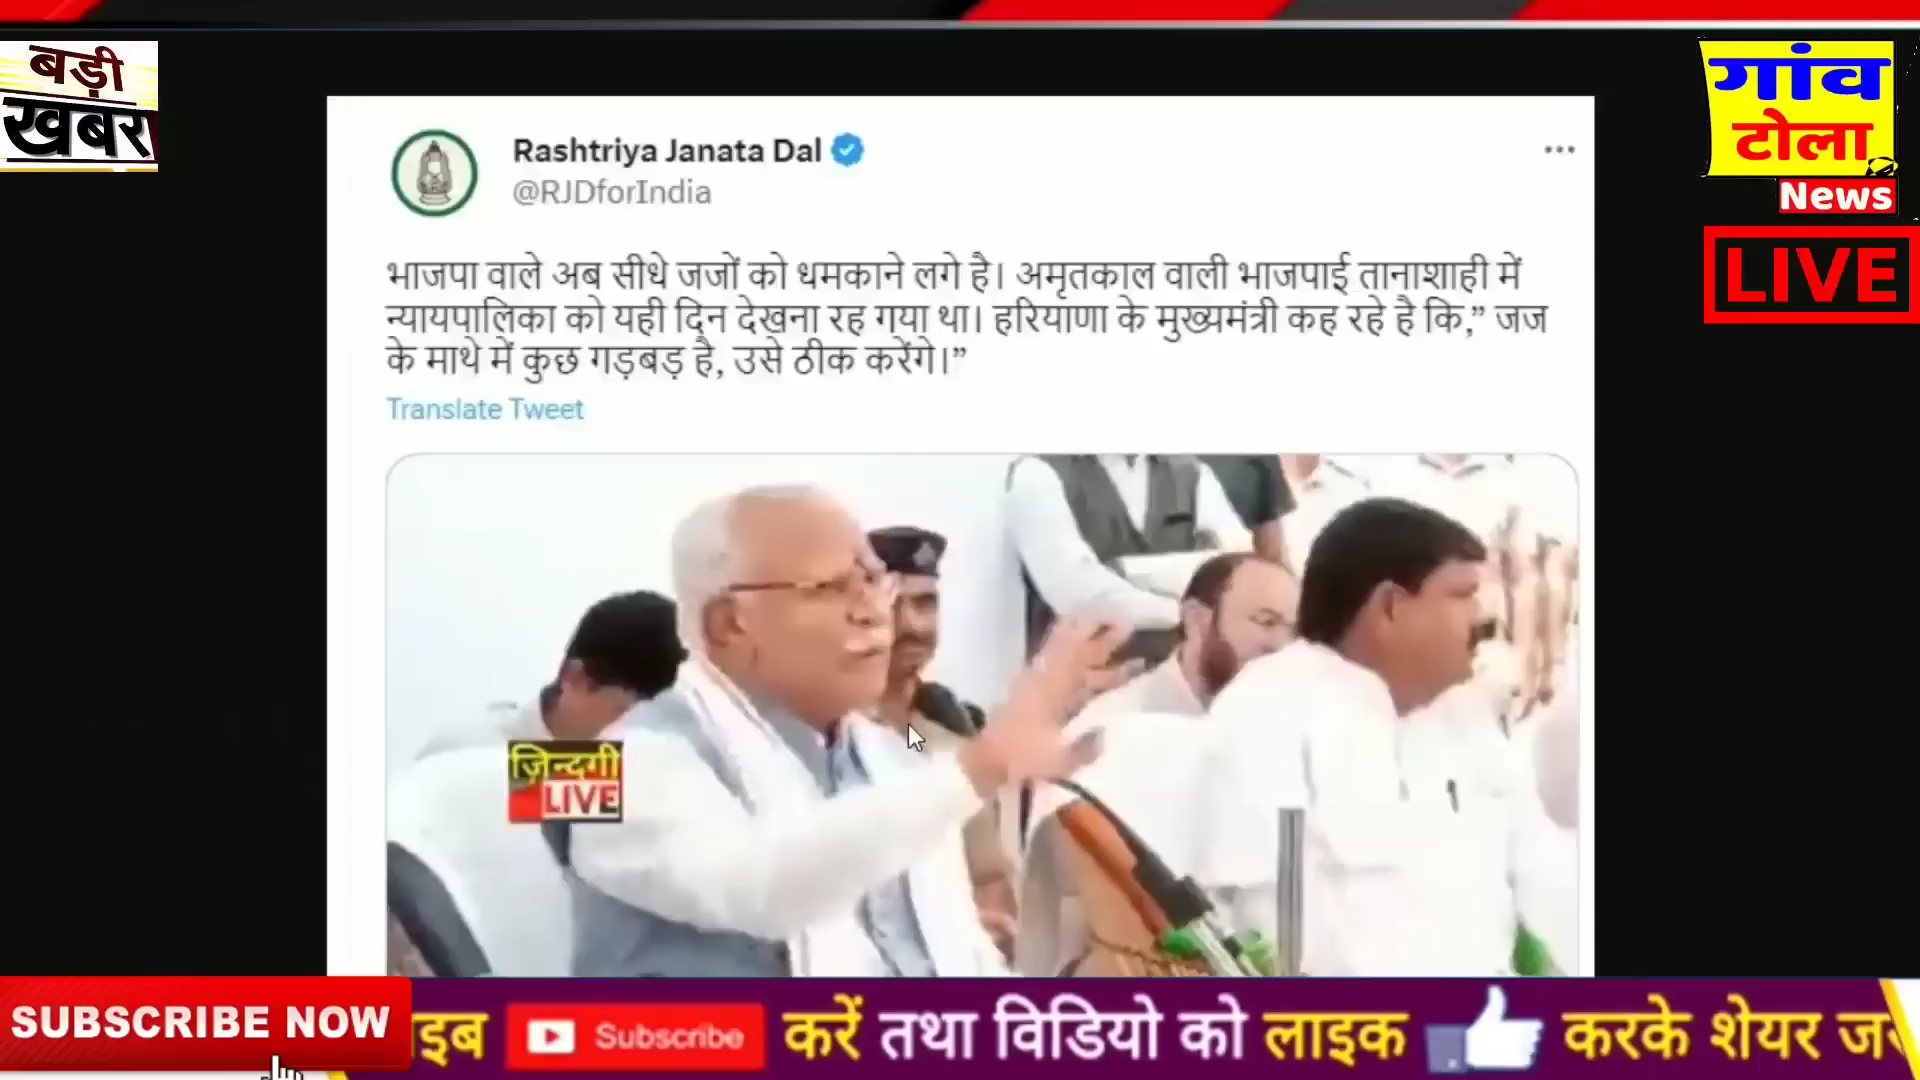 बड़ी
खबर
गांव
टोला
News
LIVE
Rashtriya Janata Dal
@RJDforIndia
भाजपा वाले अब सीधे जजों को धमकाने लगे है। अमृतकाल वाली भाजपाई तानाशाही में
न्यायपालिका को यही दिन देखना रह गया था। हरियाणा के मुख्यमंत्री कह रहे है कि,” जज
के माथे में कुछ गड़बड़ है, उसे ठीक करेंगे।”
Translate Tweet
ज़िन्दगी
LIVE
SUBSCRIBE NOW
Subscribe करें तथा विडियो को लाइक करके शेयर